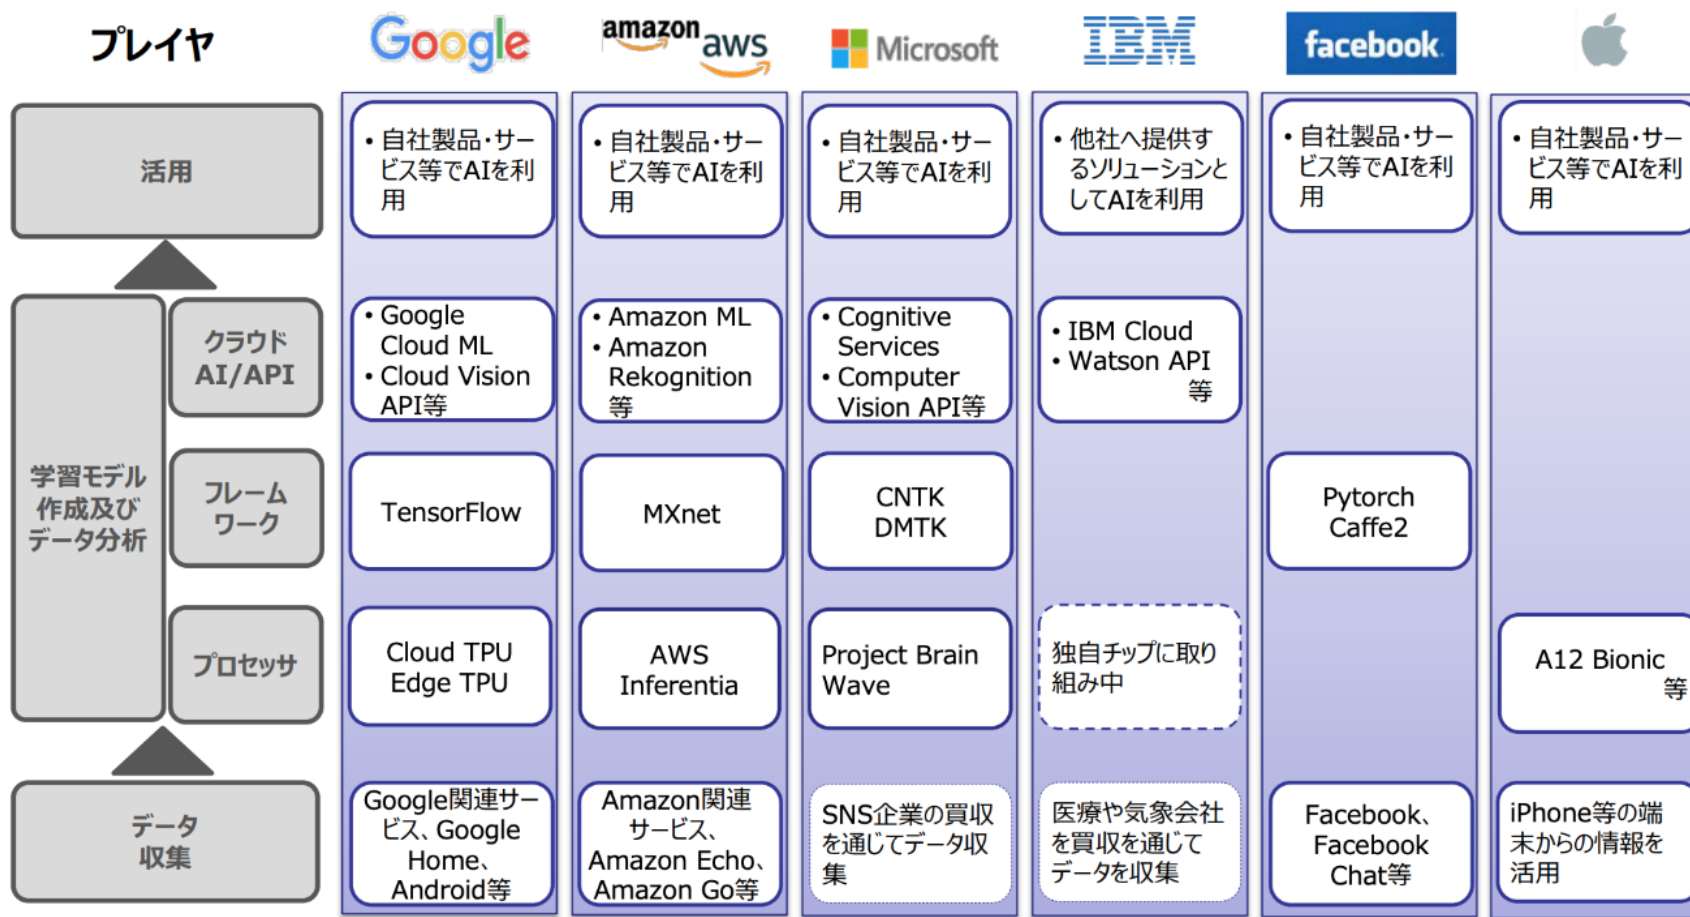 プレイヤ
Google
amazon
aws
Microsoft
IBM
facebook.
活用
・自社製品・サー
ビス等でAIを利
用
・自社製品・サー
ビス等でAIを利
用
・自社製品・サー
ビス等でAIを利
用
・他社へ提供す
るソリューションと
してAIを利用
・自社製品・サー
ビス等でAIを利
用
・自社製品・サー
ビス等でAIを利
用
学習モデル
作成及び
データ分析
クラウド
AI/API
・Google
Cloud ML
・Cloud Vision
API等
・Amazon ML
・Amazon
Rekognition
等
・Cognitive
Services
・Computer
Vision API等
・IBM Cloud
・Watson API
等
フレーム
ワーク
TensorFlow
MXnet
CNTK
DMTK
Pytorch
Caffe2
プロセッサ
Cloud TPU
Edge TPU
AWS
Inferentia
Project Brain
Wave
独自チップに取り
組み中
A12 Bionic
等
データ
収集
Google関連サー
ビス、Google
Home、
Android等
Amazon関連
サービス、
Amazon Echo、
Amazon Go等
SNS企業の買収
を通じてデータ収
集
医療や気象会社
を買収を通じて
データを収集
Facebook、
Facebook
Chat等
iPhone等の端
末からの情報を
活用